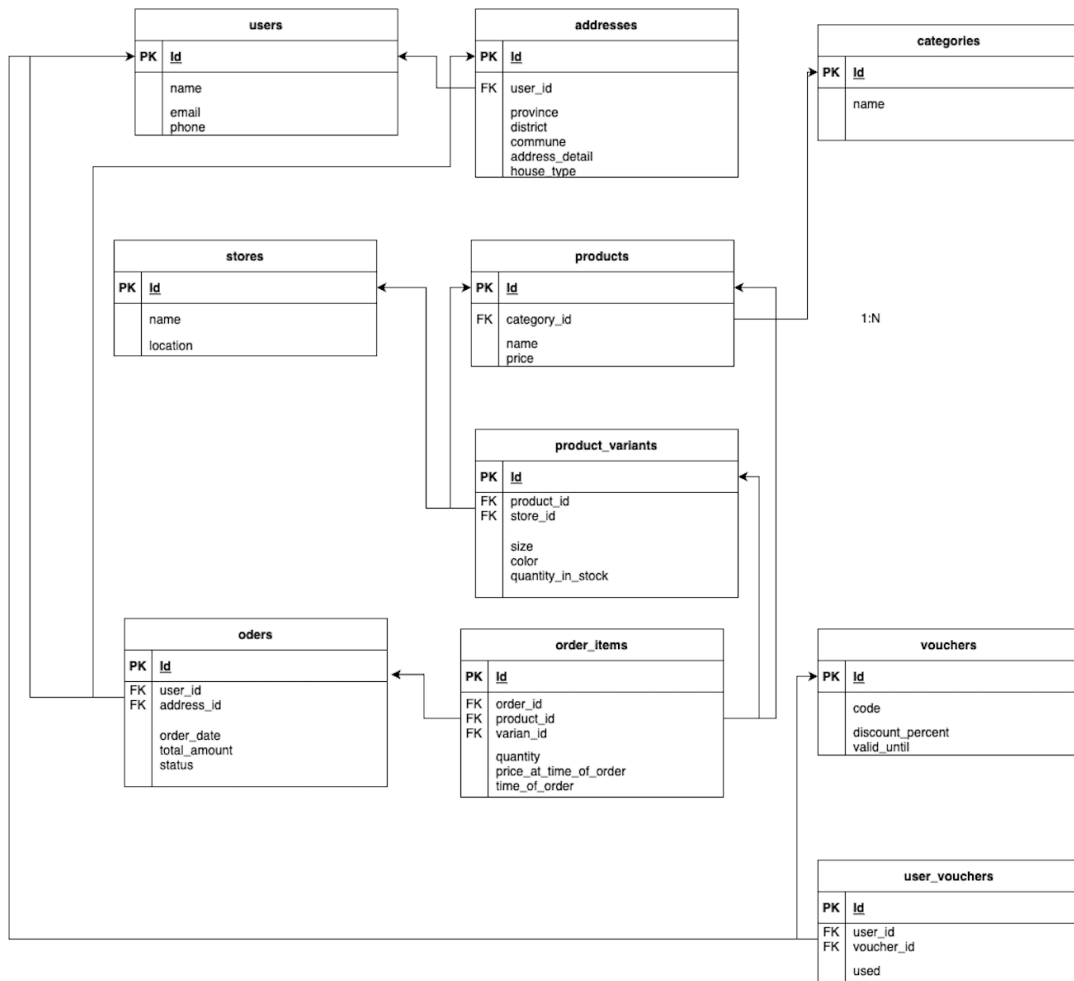 users
PK Id
name
email
phone
addresses
PK Id
FK user_id
province
district
commune
address_detail
house_type
categories
PK Id
name
stores
PK Id
name
location
products
PK Id
FK category_id
name
price
1:N
product_variants
PK Id
FK product_id
FK store_id
size
color
quantity_in_stock
oders
PK Id
FK user_id
FK address_id
order_date
total_amount
status
order_items
PK Id
FK order_id
FK product_id
FK varian_id
quantity
price_at_time_of_order
time_of_order
vouchers
PK Id
code
discount_percent
valid_until
user_vouchers
PK Id
FK user_id
FK voucher_id
used